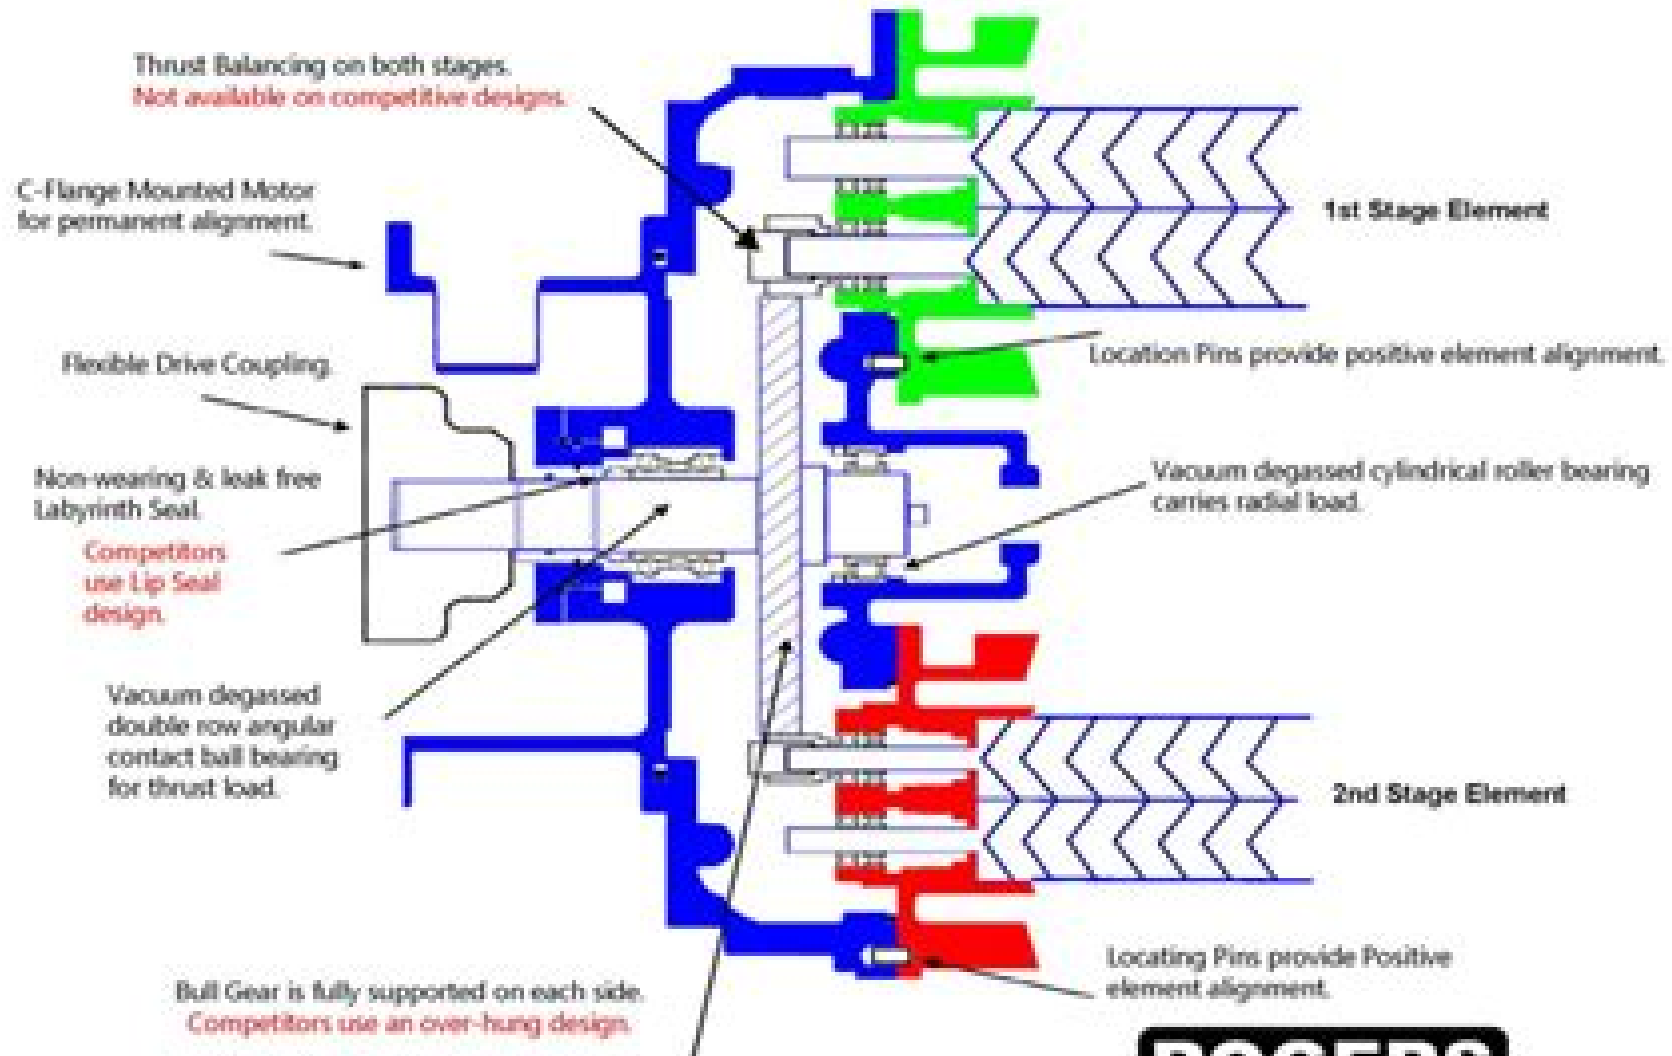 Thrust Balancing on both stages.
Not available on competitive designs.
C-Flange Mounted Motor
for permanent alignment.
1st Stage Element
Location Pins provide positive element alignment.
Flexible Drive Coupling.
Non-wearing & leak free
Labyrinth Seal.
Competitors
use Lip Seal
design.
Vacuum degassed cylindrical roller bearing
carries radial load.
Vacuum degassed
double row angular
contact ball bearing
for thrust load.
2nd Stage Element
Locating Pins provide Positive
element alignment.
Bull Gear is fully supported on each side.
Competitors use an over-hung design.
ROGERS